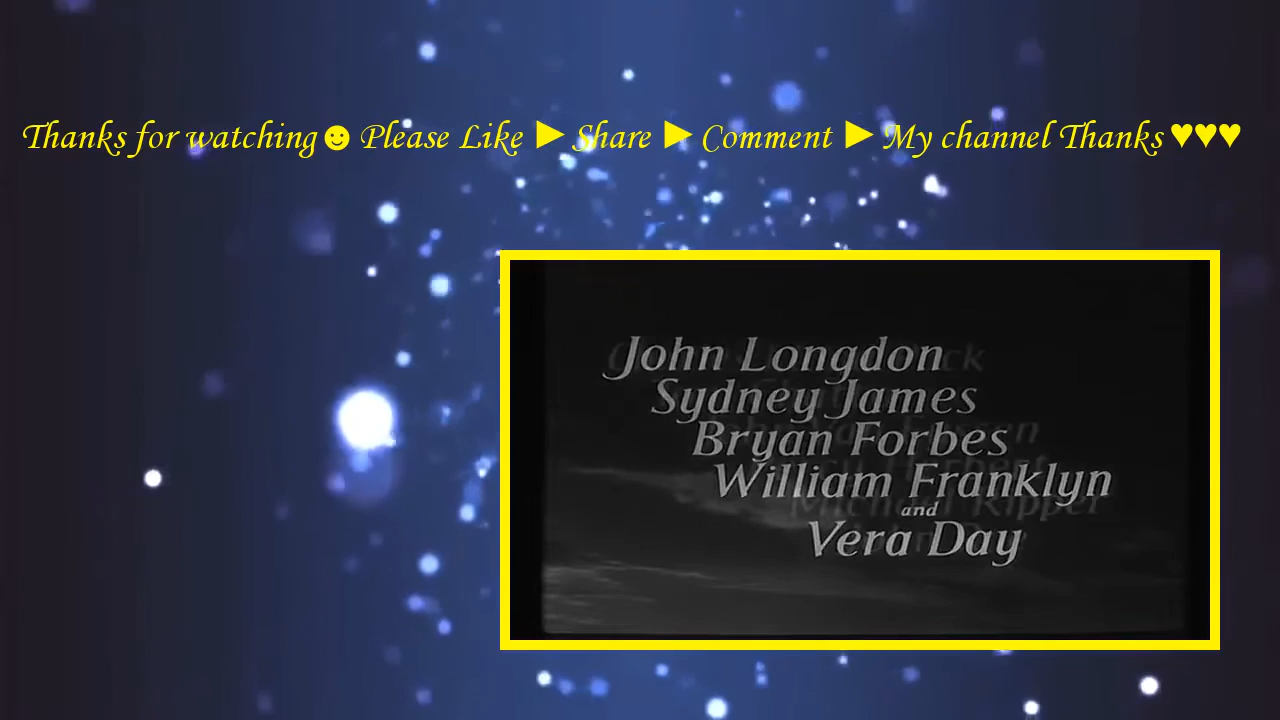 Thanks for watching☻Please Like ► Share ► Comment ► My channel Thanks ♥♥♥
John Longdon
Sydney James
Bryan Forbes
William Franklyn
and
Vera Day